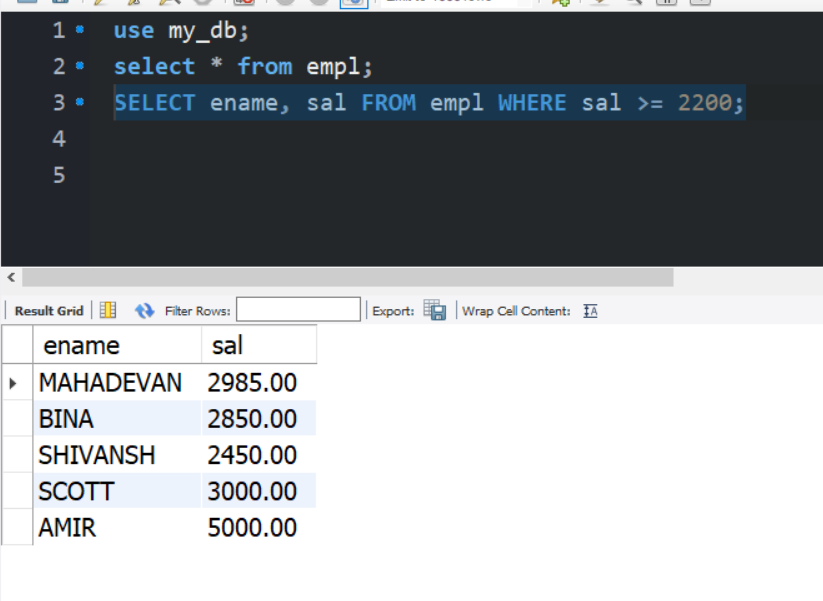 1 use my_db;
2 select * from empl;
3 SELECT ename, sal FROM empl WHERE sal >= 2200;
4
5
Result Grid Filter Rows: Export: Wrap Cell Content: IA
ename sal
MAHADEVAN 2985.00
BINA 2850.00
SHIVANSH 2450.00
SCOTT 3000.00
AMIR 5000.00